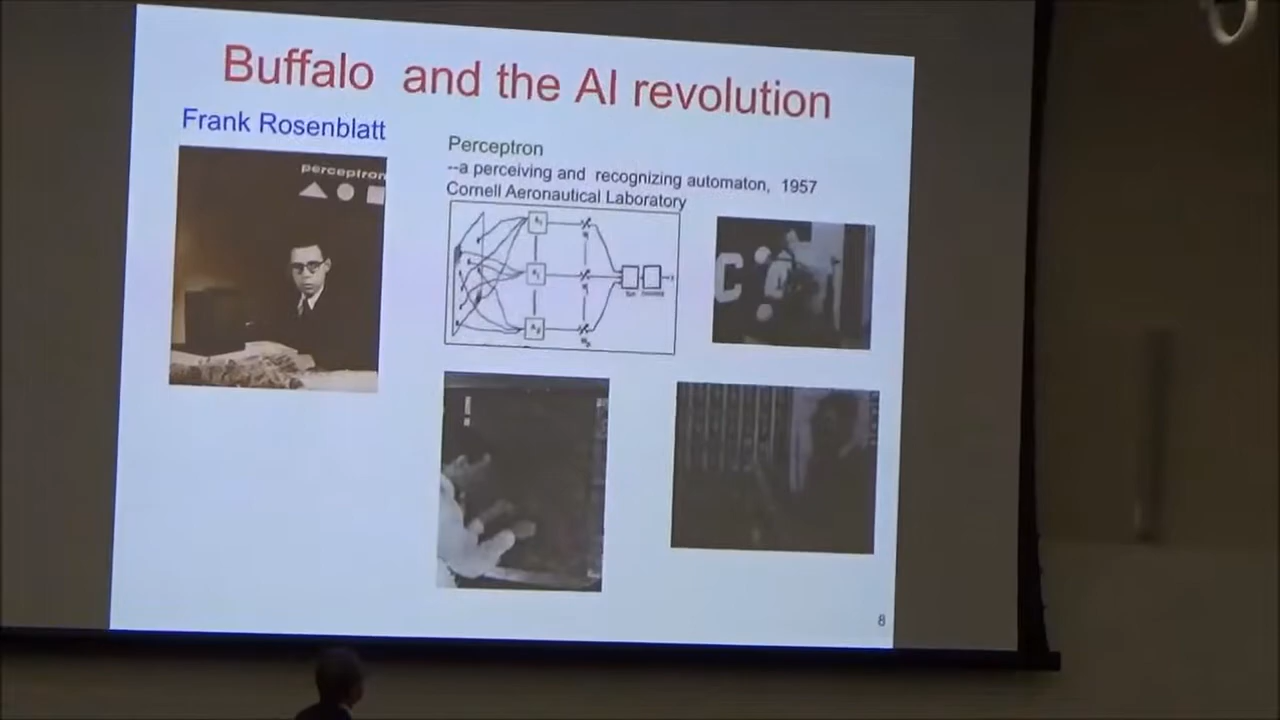 Buffalo and the AI revolution
Frank Rosenblatt
perceptron
Perceptron
--a perceiving and recognizing automaton, 1957
Cornell Aeronautical Laboratory
C
8